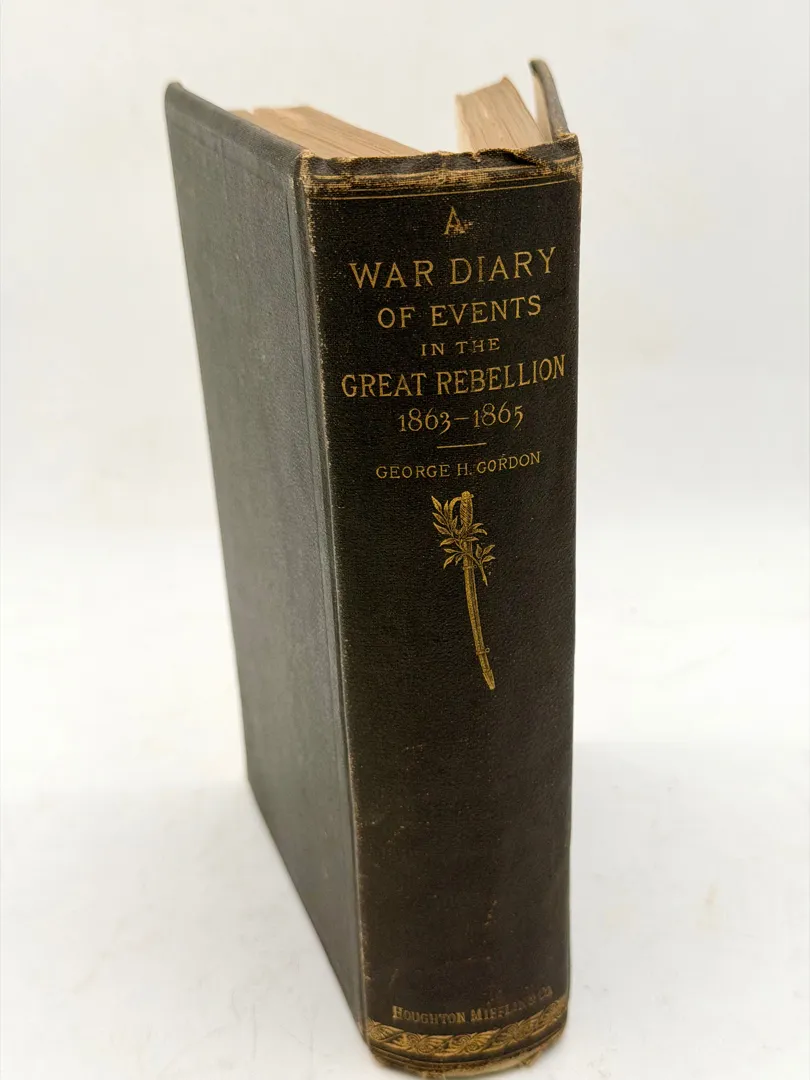 A
WAR DIARY
OF EVENTS
IN THE
GREAT REBELLION
1863–1865
GEORGE H. GORDON
HOUGHTON MIFFLIN & CO